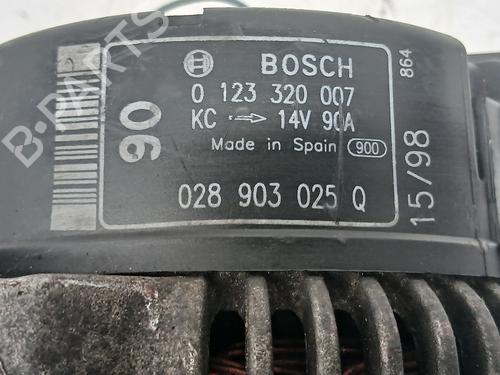 BOSCH
0 123 320 007
KC → 14V 90A
Made in Spain 900
028 903 025 Q
90
864
15/98
B-PARTS